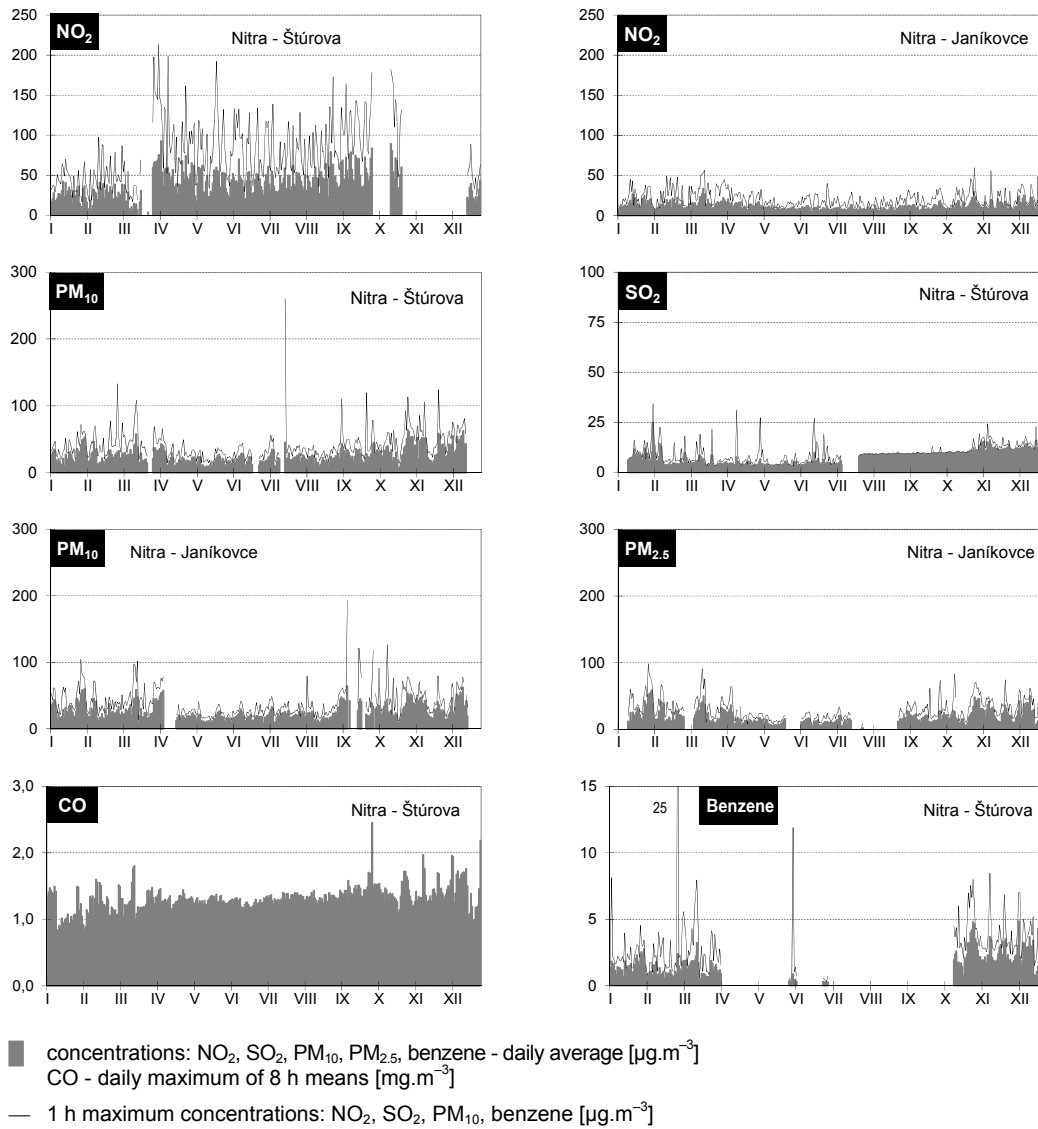 NO₂
Nitra - Štúrova
250
200
150
100
50
0
I II III IV V VI VII VIII IX X XI XII
NO₂
Nitra - Janíkovce
250
200
150
100
50
0
I II III IV V VI VII VIII IX X XI XII
PM₁₀
Nitra - Štúrova
300
200
100
0
I II III IV V VI VII VIII IX X XI XII
SO₂
Nitra - Štúrova
100
75
50
25
0
I II III IV V VI VII VIII IX X XI XII
PM₁₀
Nitra - Janíkovce
300
200
100
0
I II III IV V VI VII VIII IX X XI XII
PM₂.₅
Nitra - Janíkovce
300
200
100
0
I II III IV V VI VII VIII IX X XI XII
CO
Nitra - Štúrova
3,0
2,0
1,0
0,0
I II III IV V VI VII VIII IX X XI XII
25
Benzene
Nitra - Štúrova
15
10
5
0
I II III IV V VI VII VIII IX X XI XII
concentrations: NO₂, SO₂, PM₁₀, PM₂.₅, benzene - daily average [µg.m⁻³]
CO - daily maximum of 8 h means [mg.m⁻³]
1 h maximum concentrations: NO₂, SO₂, PM₁₀, benzene [µg.m⁻³]